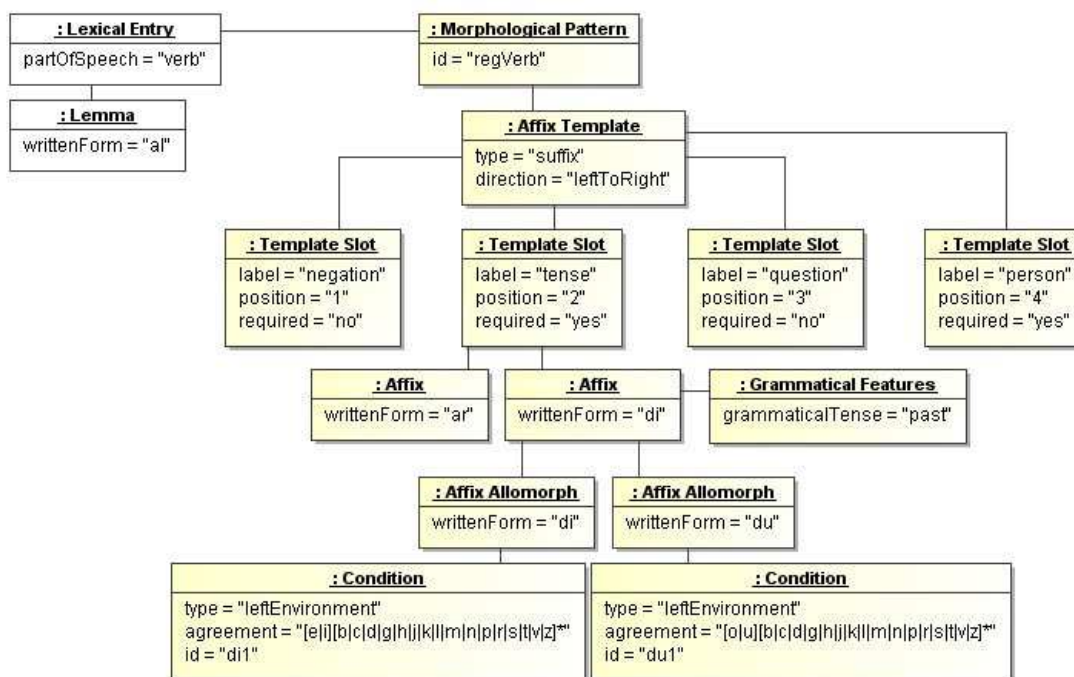 : Lexical Entry
partOfSpeech = "verb"
: Morphological Pattern
id = "regVerb"
: Lemma
writtenForm = "al"
: Affix Template
type = "suffix"
direction = "leftToRight"
: Template Slot
label = "negation"
position = "1"
required = "no"
: Template Slot
label = "tense"
position = "2"
required = "yes"
: Template Slot
label = "question"
position = "3"
required = "no"
: Template Slot
label = "person"
position = "4"
required = "yes"
: Affix
writtenForm = "ar"
: Affix
writtenForm = "di"
: Grammatical Features
grammaticalTense = "past"
: Affix Allomorph
writtenForm = "di"
: Affix Allomorph
writtenForm = "du"
: Condition
type = "leftEnvironment"
agreement = "[e|i][b|c|d|g|h|j|k|l|m|n|p|r|s|t|v|z]*"
id = "di1"
: Condition
type = "leftEnvironment"
agreement = "[o|u][b|c|d|g|h|j|k|l|m|n|p|r|s|t|v|z]*"
id = "du1"